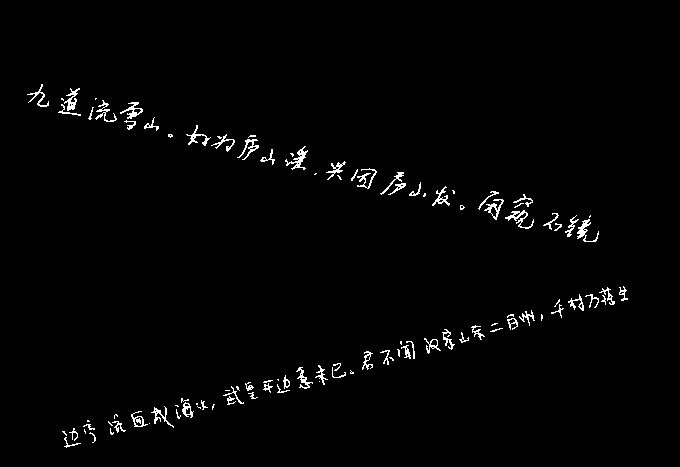 九道流雪山。好为庐山谣,兴因庐山发。闲窥石镜
边亭流血成海水,武皇开边意未已。君不闻汉家山东二百州,千村万落生